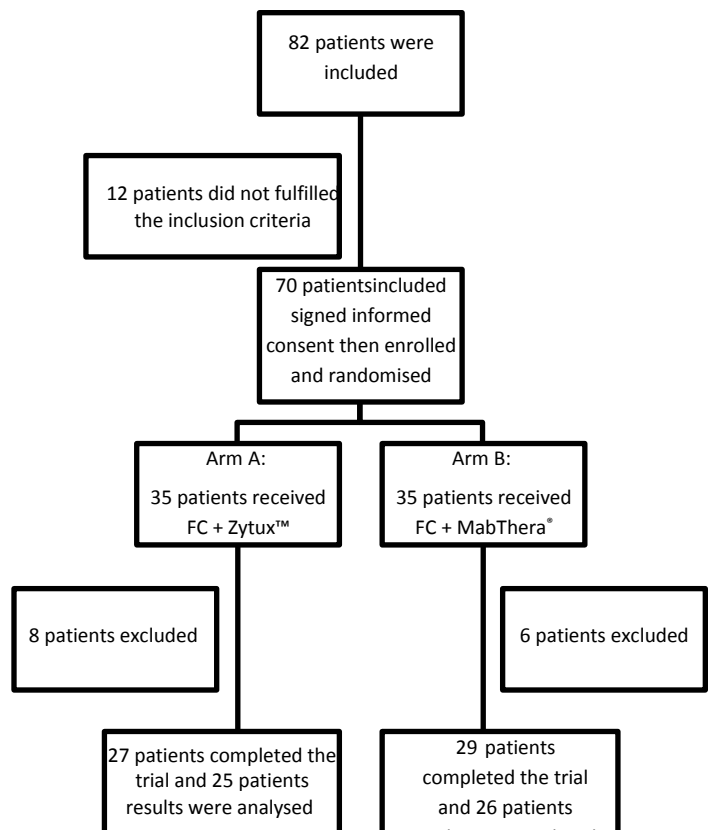 82 patients were
included
12 patients did not fulfilled
the inclusion criteria
70 patientsincluded
signed informed
consent then enrolled
and randomised
Arm A:
35 patients received
FC + Zytux™
Arm B:
35 patients received
FC + MabThera®
8 patients excluded
6 patients excluded
27 patients completed the
trial and 25 patients
results were analysed
29 patients
completed the trial
and 26 patients